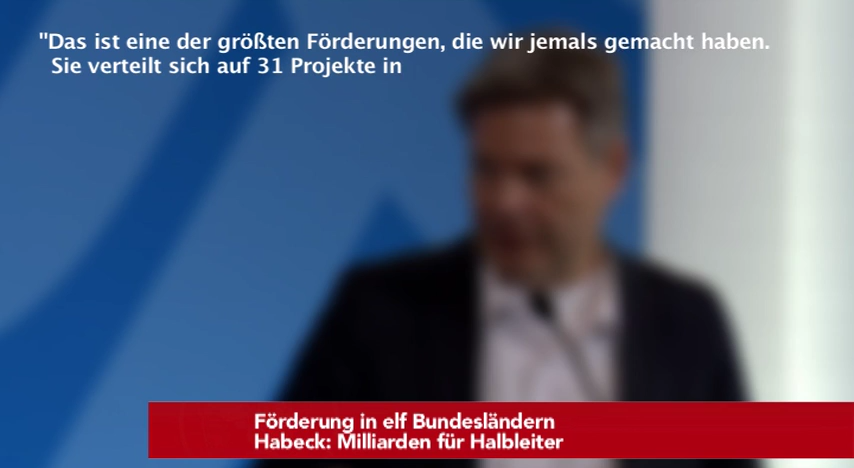 "Das ist eine der größten Förderungen, die wir jemals gemacht haben.
Sie verteilt sich auf 31 Projekte in
Förderung in elf Bundesländern
Habeck: Milliarden für Halbleiter